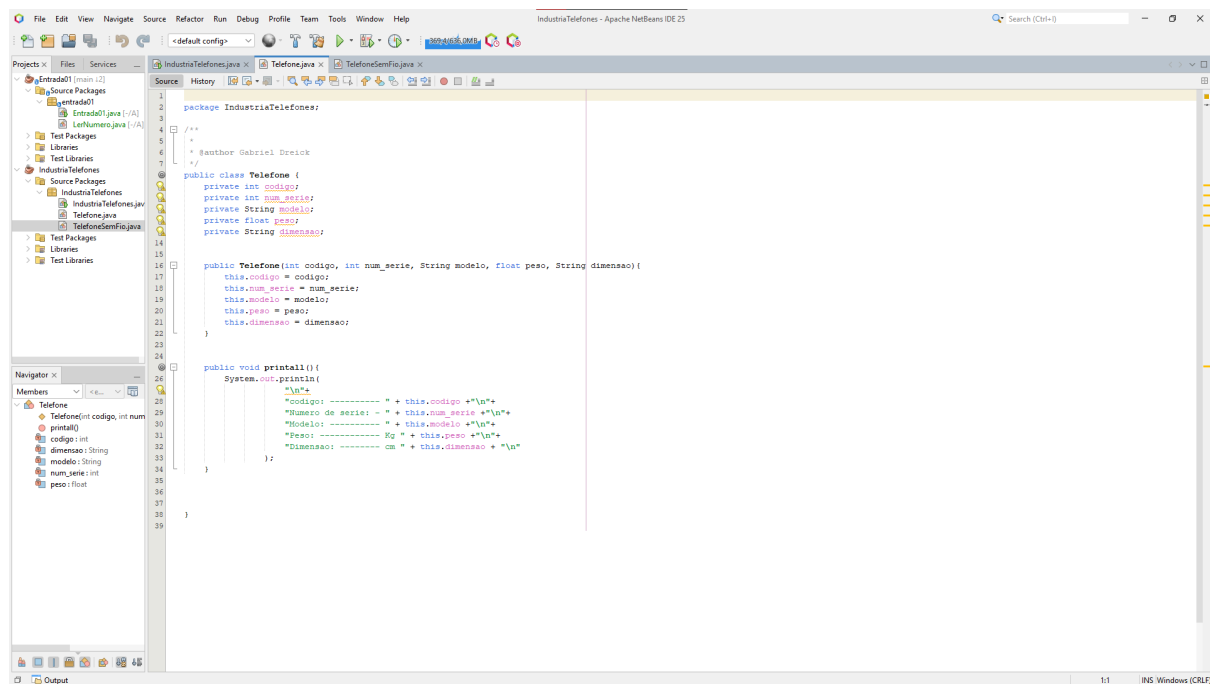 File Edit View Navigate Source Refactor Run Debug Profile Team Tools Window Help IndustriaTelefones - Apache NetBeans IDE 25 Search (Ctrl+I)
<default config> 369,4/636,0MB
Projects Files Services IndustriaTelefones.java Telefone.java TelefoneSemFio.java
Source History
Entrada01 [main ↓2]
Source Packages
entrada01
Entrada01.java [-/A]
LerNumero.java [-/A]
Test Packages
Libraries
Test Libraries
IndustriaTelefones
Source Packages
IndustriaTelefones
IndustriaTelefones.jav
Telefone.java
TelefoneSemFio.java
Test Packages
Libraries
Test Libraries
Navigator
Members <e...
Telefone
Telefone(int codigo, int num
printall()
codigo : int
dimensao : String
modelo : String
num_serie : int
peso : float
1
2 package IndustriaTelefones;
3
4 /**
5 *
6 * @author Gabriel Dreick
7 */
public class Telefone {
private int codigo;
private int num_serie;
private String modelo;
private float peso;
private String dimensao;
14
15
16 public Telefone(int codigo, int num_serie, String modelo, float peso, String dimensao){
17 this.codigo = codigo;
18 this.num_serie = num_serie;
19 this.modelo = modelo;
20 this.peso = peso;
21 this.dimensao = dimensao;
22 }
23
24
public void printall(){
26 System.out.println(
"\n"+
28 "codigo: ---------- " + this.codigo +"\n"+
29 "Numero de serie: - " + this.num_serie +"\n"+
30 "Modelo: ---------- " + this.modelo +"\n"+
31 "Peso: ----------- Kg " + this.peso +"\n"+
32 "Dimensao: -------- cm " + this.dimensao + "\n"
33 );
34 }
35
36
37
38 }
39
Output 1:1 INS Windows (CRLF)